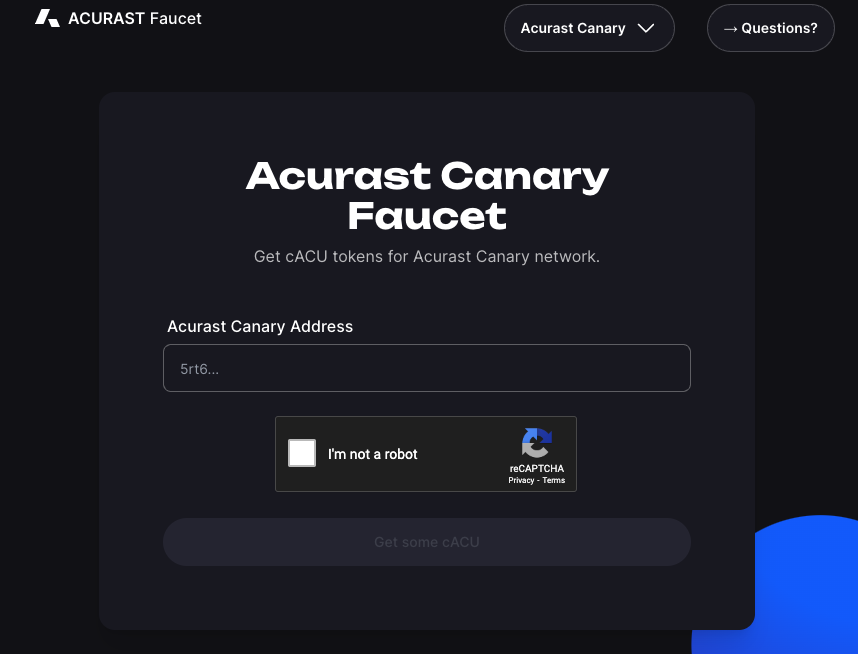 ACURAST Faucet
Acurast Canary
→ Questions?
Acurast Canary
Faucet
Get cACU tokens for Acurast Canary network.
Acurast Canary Address
5rt6...
I'm not a robot
reCAPTCHA
Privacy - Terms
Get some cACU